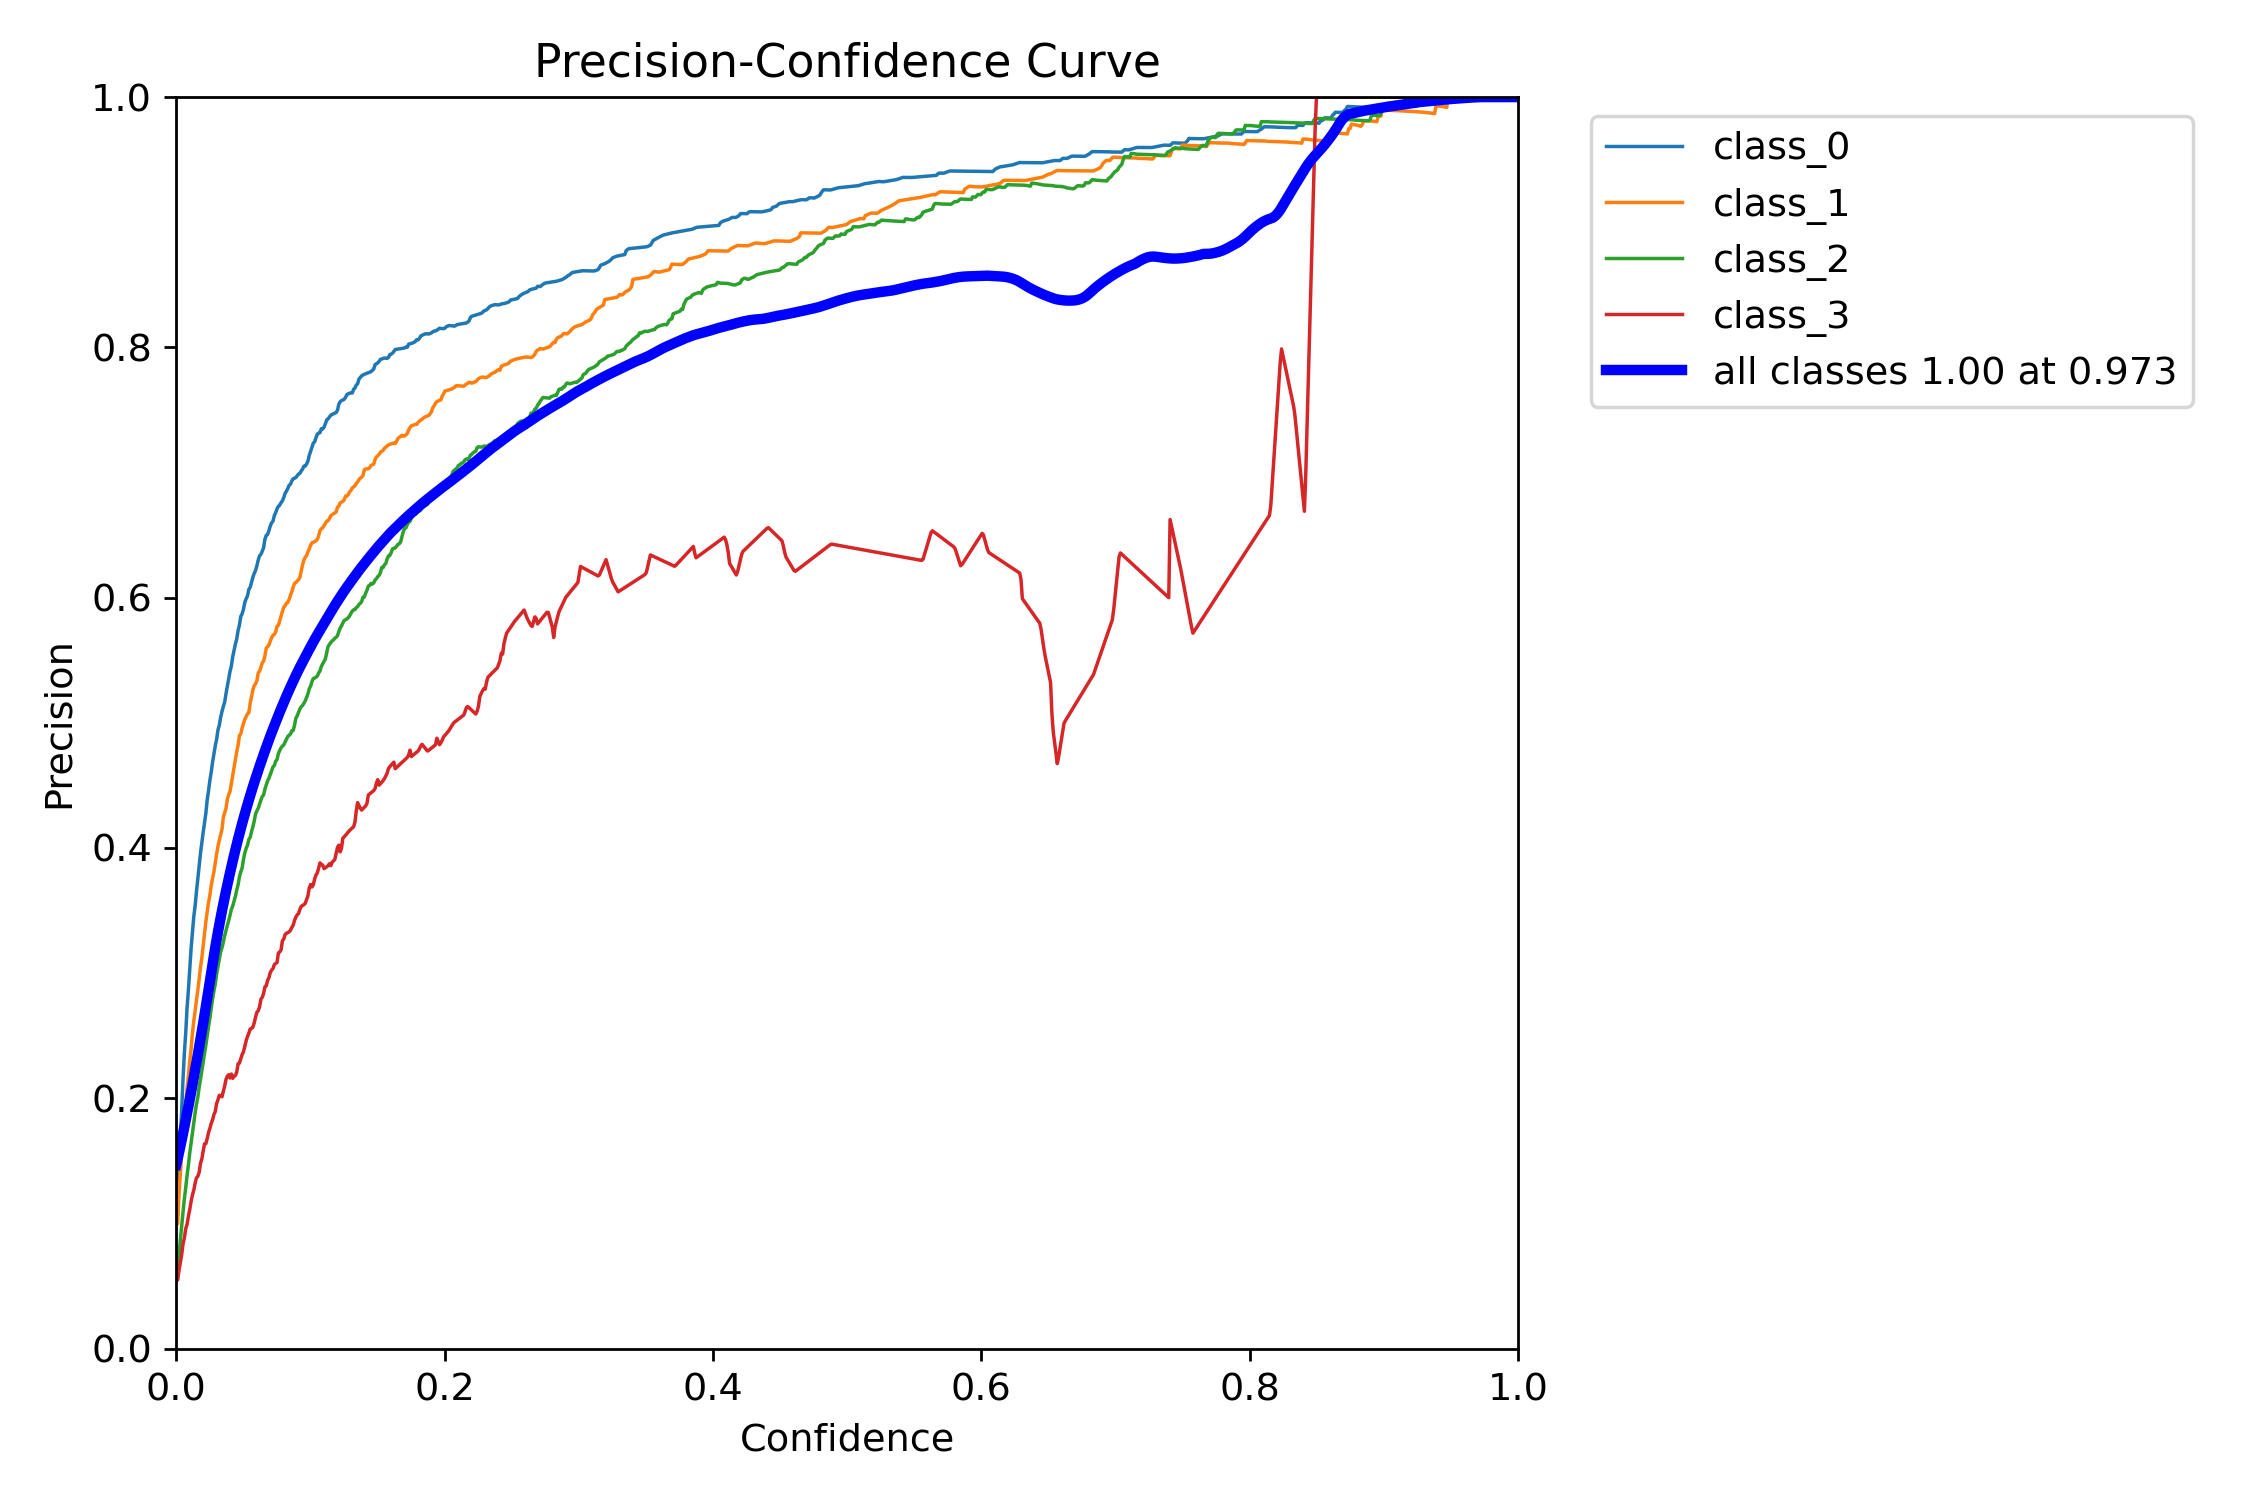 Precision-Confidence Curve
1.0
0.8
0.6
0.4
0.2
0.0
Precision
0.0 0.2 0.4 0.6 0.8 1.0
Confidence
class_0
class_1
class_2
class_3
all classes 1.00 at 0.973